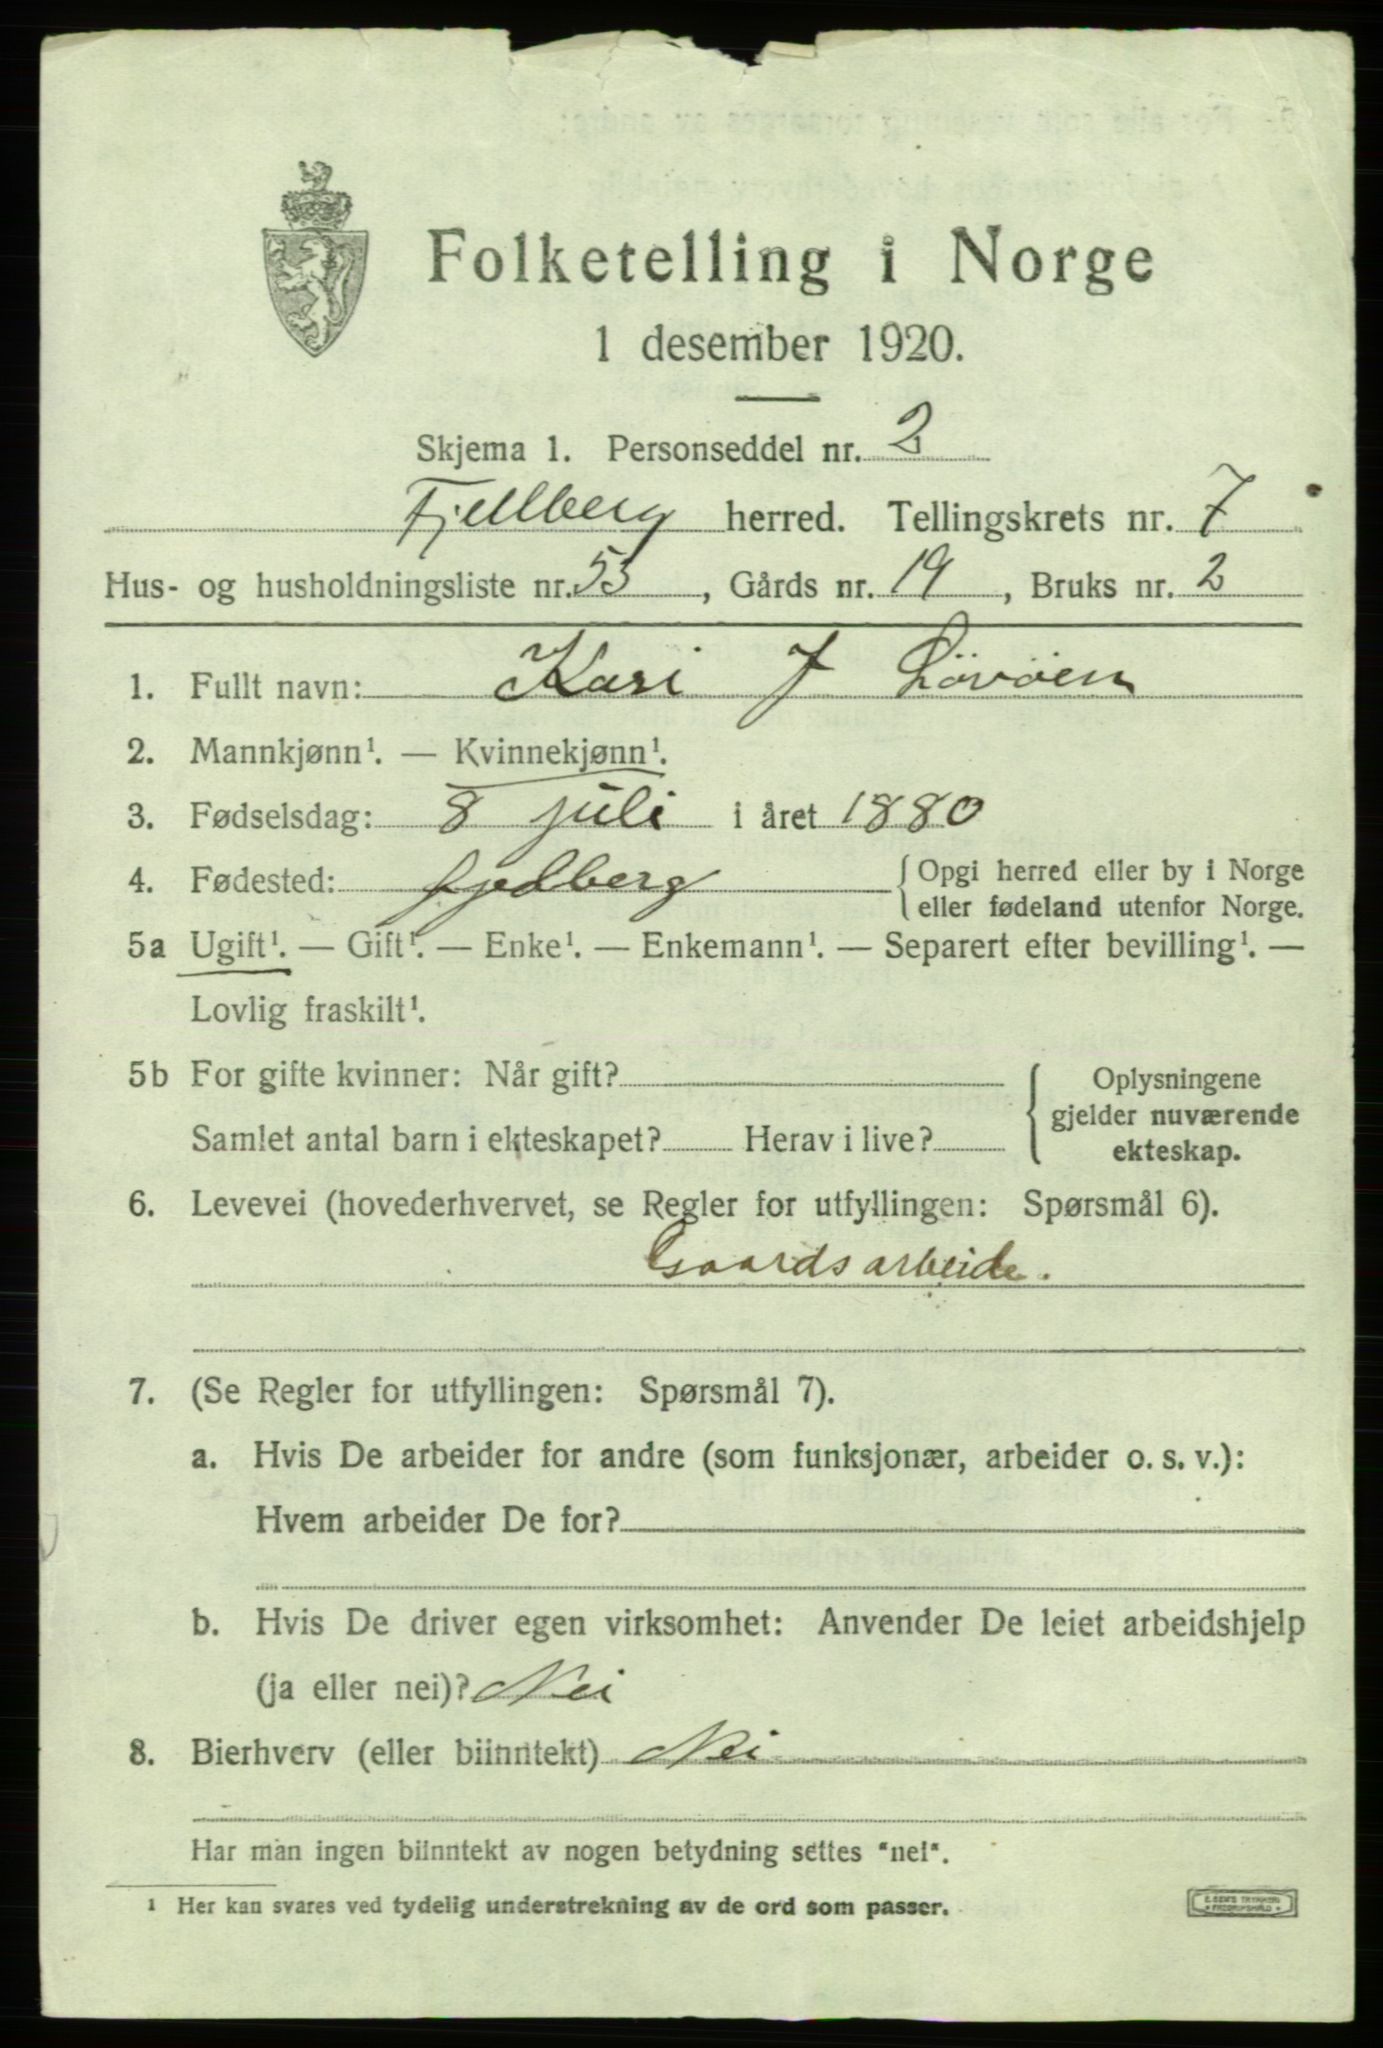 Folketelling i Norge
1 desember 1920.
Skjema 1. Personseddel nr. 2
Fjellberg herred. Tellingskrets nr. 7
Hus- og husholdningsliste nr. 53, Gårds nr. 19, Bruks nr. 2
1. Fullt navn: Kari J Lövöen
2. Mannkjønn¹. — Kvinnekjønn¹.
3. Fødselsdag: 8 juli i året 1880
4. Fødested: fjedberg { Opgi herred eller by i Norge
eller fødeland utenfor Norge.
5a Ugift¹. — Gift¹. — Enke¹. — Enkemann¹. — Separert efter bevilling¹. —
Lovlig fraskilt¹.
5b For gifte kvinner: Når gift?
Samlet antal barn i ekteskapet? Herav i live?
{ Oplysningene
gjelder nuværende
ekteskap.
6. Levevei (hovederhvervet, se Regler for utfyllingen: Spørsmål 6).
Gaardsarbeide.
7. (Se Regler for utfyllingen: Spørsmål 7).
a. Hvis De arbeider for andre (som funksjonær, arbeider o. s. v.):
Hvem arbeider De for?
b. Hvis De driver egen virksomhet: Anvender De leiet arbeidshjelp
(ja eller nei)? Nei
8. Bierhverv (eller biinntekt) Nei
Har man ingen biinntekt av nogen betydning settes "nei".
¹ Her kan svares ved tydelig understrekning av de ord som passer.